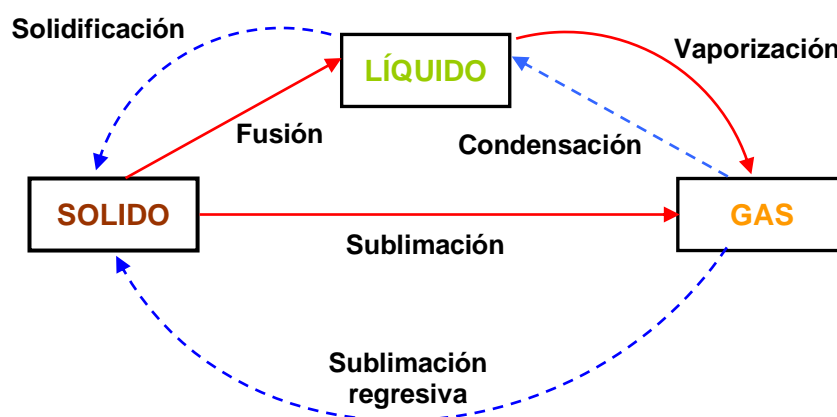 Solidificación
LÍQUIDO
Vaporización
Fusión
Condensación
SOLIDO
GAS
Sublimación
Sublimación
regresiva